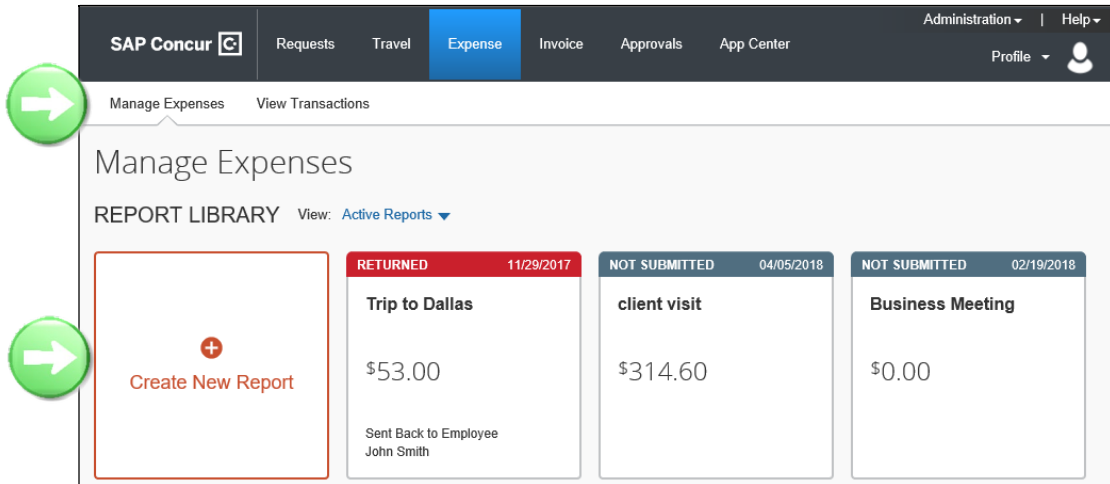 Administration | Help
SAP Concur C Requests Travel Expense Invoice Approvals App Center
Profile
Manage Expenses View Transactions
Manage Expenses
REPORT LIBRARY View: Active Reports
RETURNED 11/29/2017
Trip to Dallas
$53.00
Sent Back to Employee
John Smith
NOT SUBMITTED 04/05/2018
client visit
$314.60
NOT SUBMITTED 02/19/2018
Business Meeting
$0.00
Create New Report